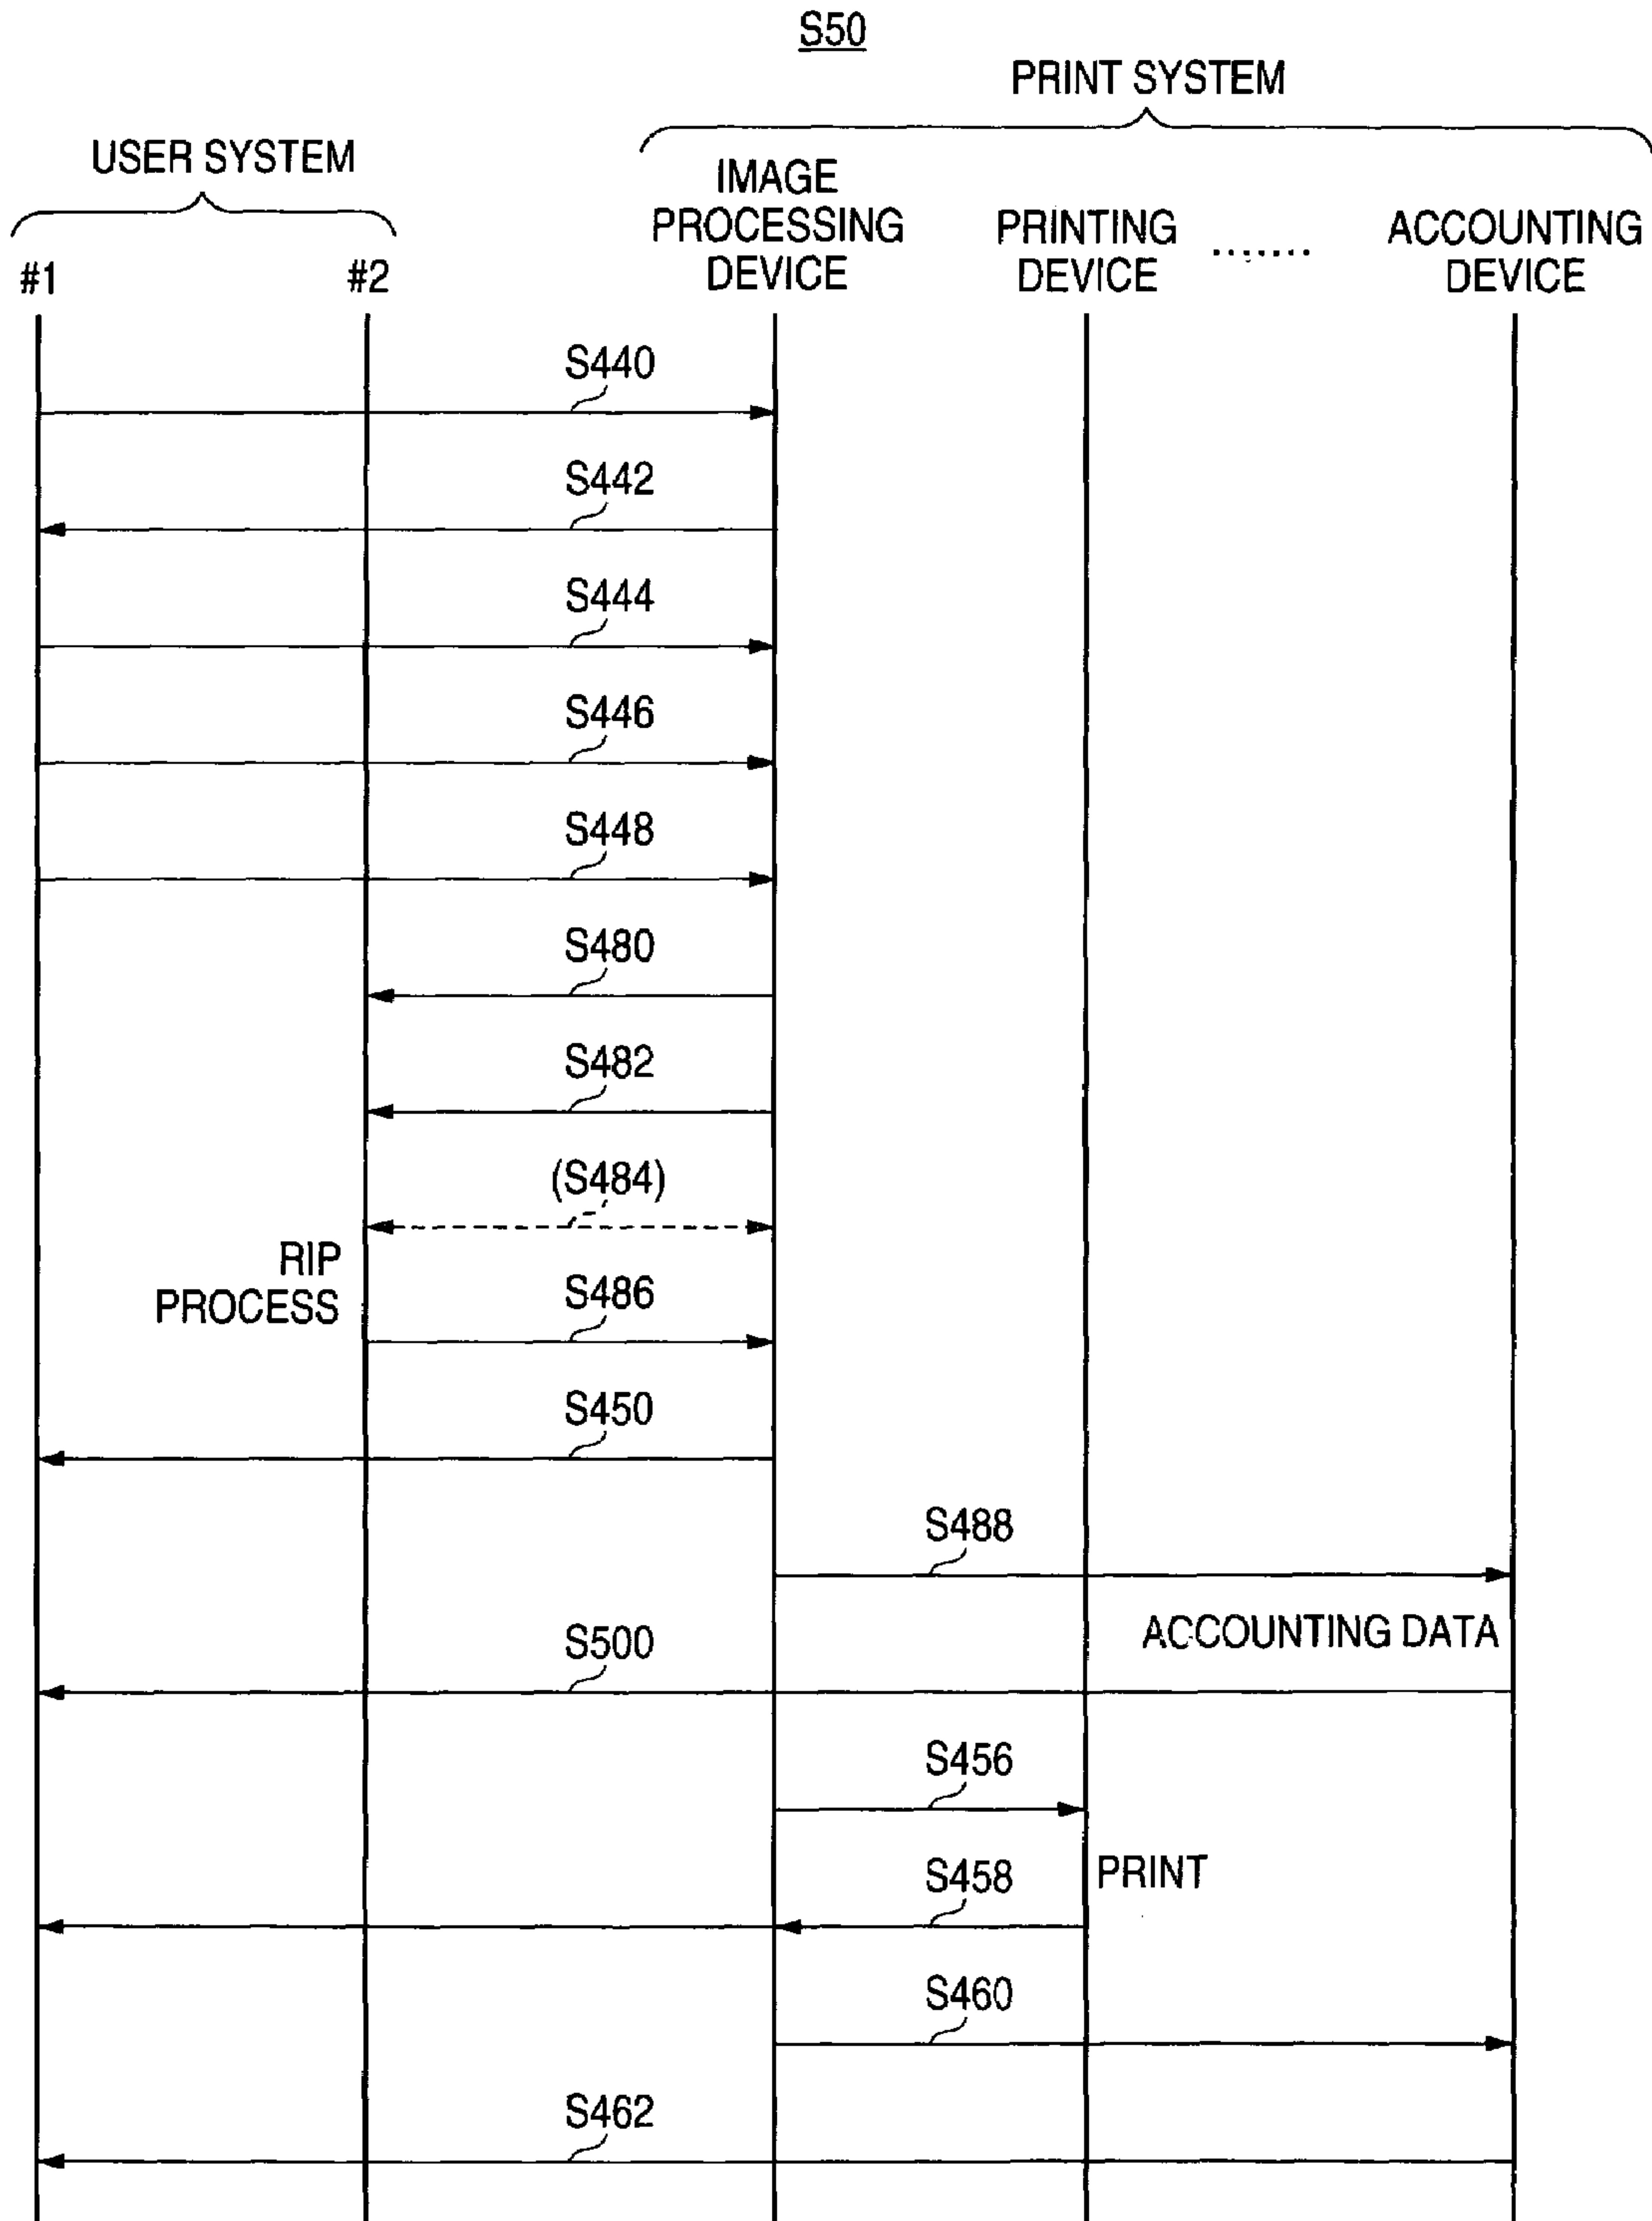 S50
PRINT SYSTEM
USER SYSTEM
IMAGE
PROCESSING
DEVICE
PRINTING
DEVICE
.......
ACCOUNTING
DEVICE
#1
#2
S440
S442
S444
S446
S448
S480
S482
(S484)
RIP
PROCESS
S486
S450
S488
ACCOUNTING DATA
S500
S456
PRINT
S458
S460
S462